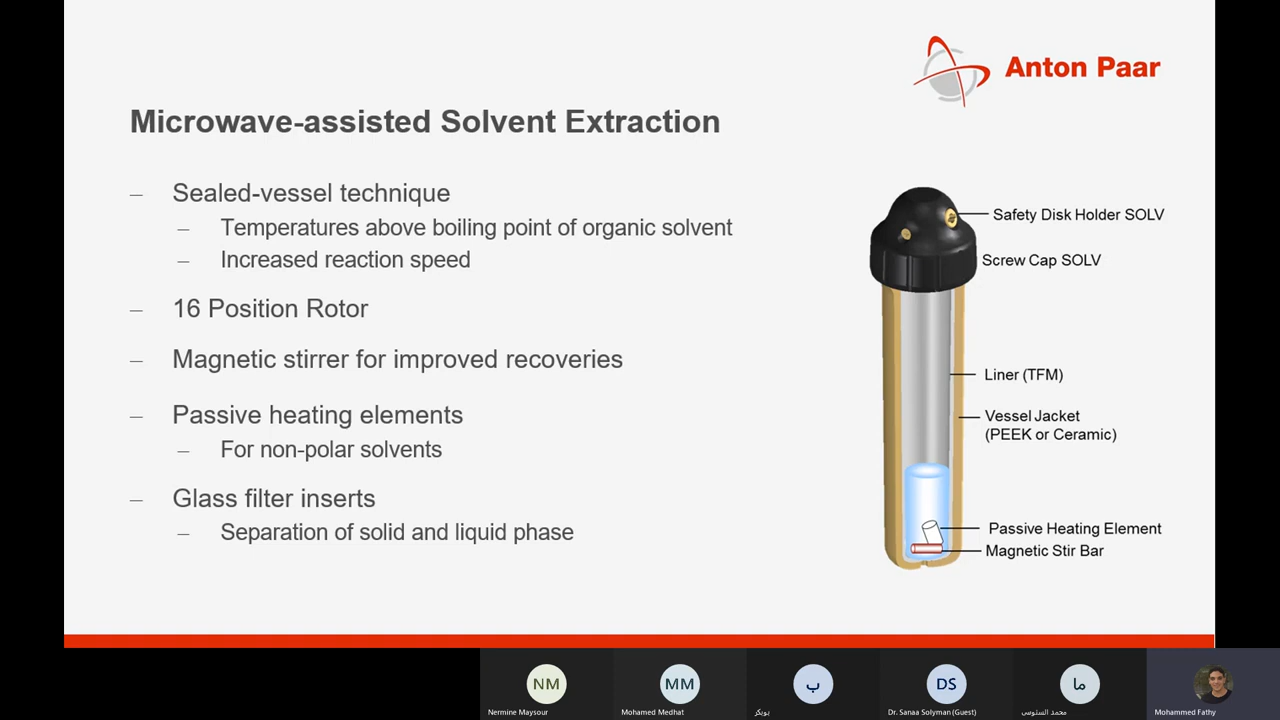 Anton Paar
Microwave-assisted Solvent Extraction
– Sealed-vessel technique
– Temperatures above boiling point of organic solvent
– Increased reaction speed
– 16 Position Rotor
– Magnetic stirrer for improved recoveries
– Passive heating elements
– For non-polar solvents
– Glass filter inserts
– Separation of solid and liquid phase
Safety Disk Holder SOLV
Screw Cap SOLV
Liner (TFM)
Vessel Jacket
(PEEK or Ceramic)
Passive Heating Element
Magnetic Stir Bar
NM
Nermine Maysour
MM
Mohamed Medhat
ب
بوبكر
DS
Dr. Sanaa Solyman (Guest)
ما
محمد السنوسى
Mohammed Fathy